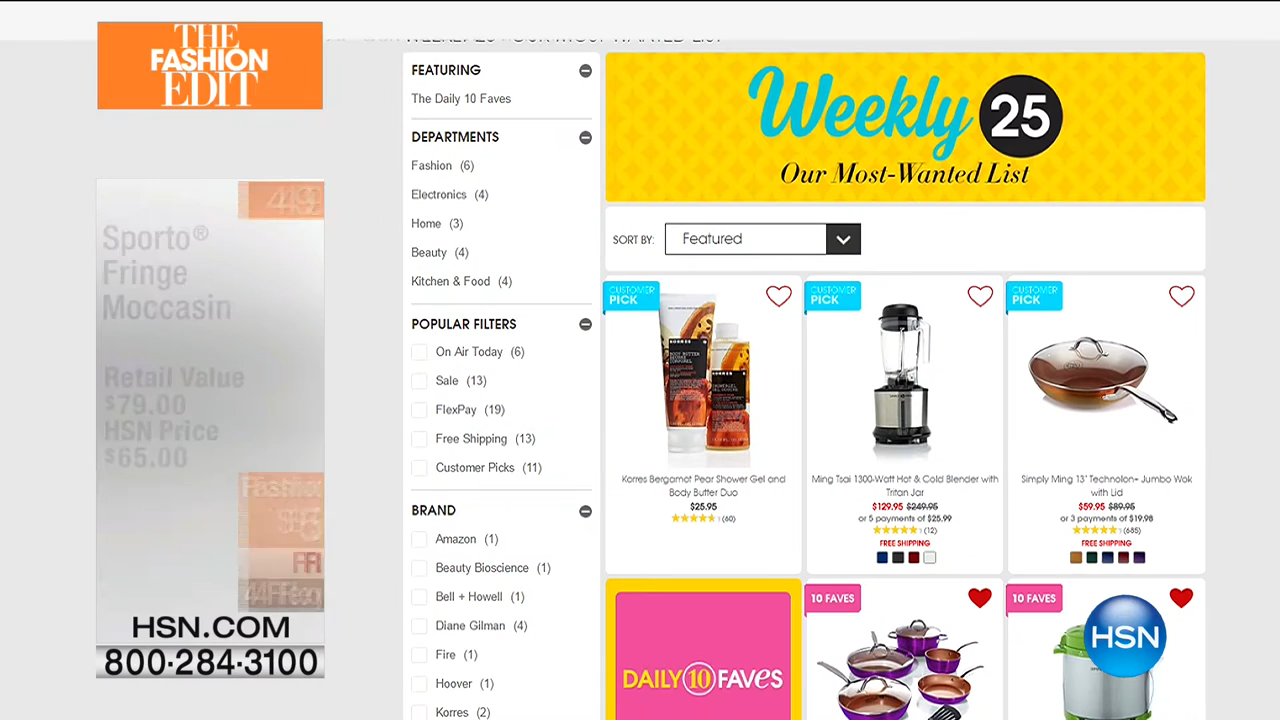 THE
FASHION
EDIT
Sporto®
Fringe
Moccasin
Retail Value
$79.00
HSN Price
$65.00
HSN.COM
800·284·3100
FEATURING
The Daily 10 Faves
DEPARTMENTS
Fashion (6)
Electronics (4)
Home (3)
Beauty (4)
Kitchen & Food (4)
POPULAR FILTERS
On Air Today (6)
Sale (13)
FlexPay (19)
Free Shipping (13)
Customer Picks (11)
BRAND
Amazon (1)
Beauty Bioscience (1)
Bell + Howell (1)
Diane Gilman (4)
Fire (1)
Hoover (1)
Korres (2)
Weekly 25
Our Most-Wanted List
SORT BY: Featured
CUSTOMER
PICK
KORRES
Korres Bergamot Pear Shower Gel and
Body Butter Duo
$25.95
(60)
CUSTOMER
PICK
Ming Tsai 1300-Watt Hot & Cold Blender with
Tritan Jar
$129.95 $249.95
or 5 payments of $25.99
(12)
FREE SHIPPING
CUSTOMER
PICK
Simply Ming 13" Technolon+ Jumbo Wok
with Lid
$59.95 $89.95
or 3 payments of $19.98
(685)
FREE SHIPPING
DAILY 10 FAVES
10 FAVES
10 FAVES
HSN